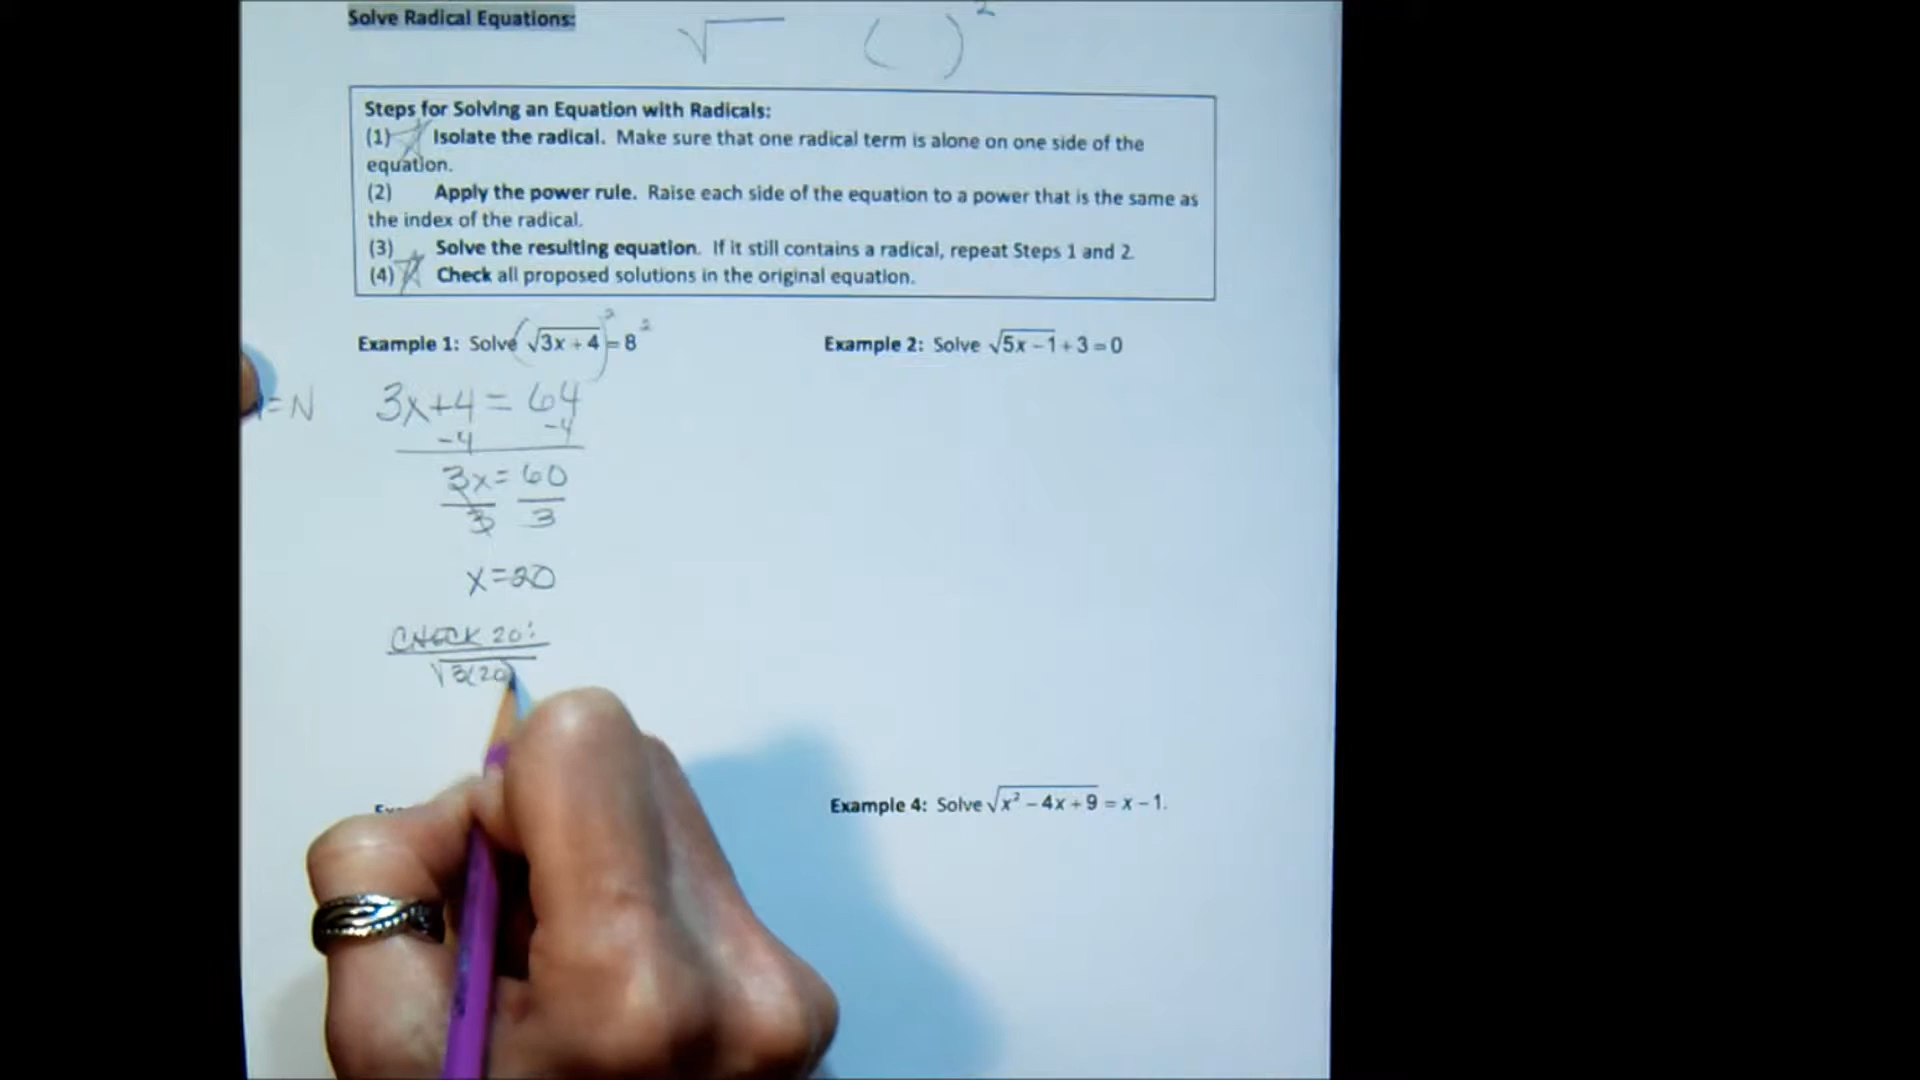 Solve Radical Equations:
√ ( )²
Steps for Solving an Equation with Radicals:
(1) Isolate the radical. Make sure that one radical term is alone on one side of the
equation.
(2) Apply the power rule. Raise each side of the equation to a power that is the same as
the index of the radical.
(3) Solve the resulting equation. If it still contains a radical, repeat Steps 1 and 2.
(4) Check all proposed solutions in the original equation.
Example 1: Solve (√3x + 4)² = 8²
=N
3x+4 = 64
-4 -4
3x = 60
3 3
x=20
CHECK 20:
√3(20)
Example 2: Solve √5x − 1 + 3 = 0
Example 4: Solve √x² − 4x + 9 = x − 1.